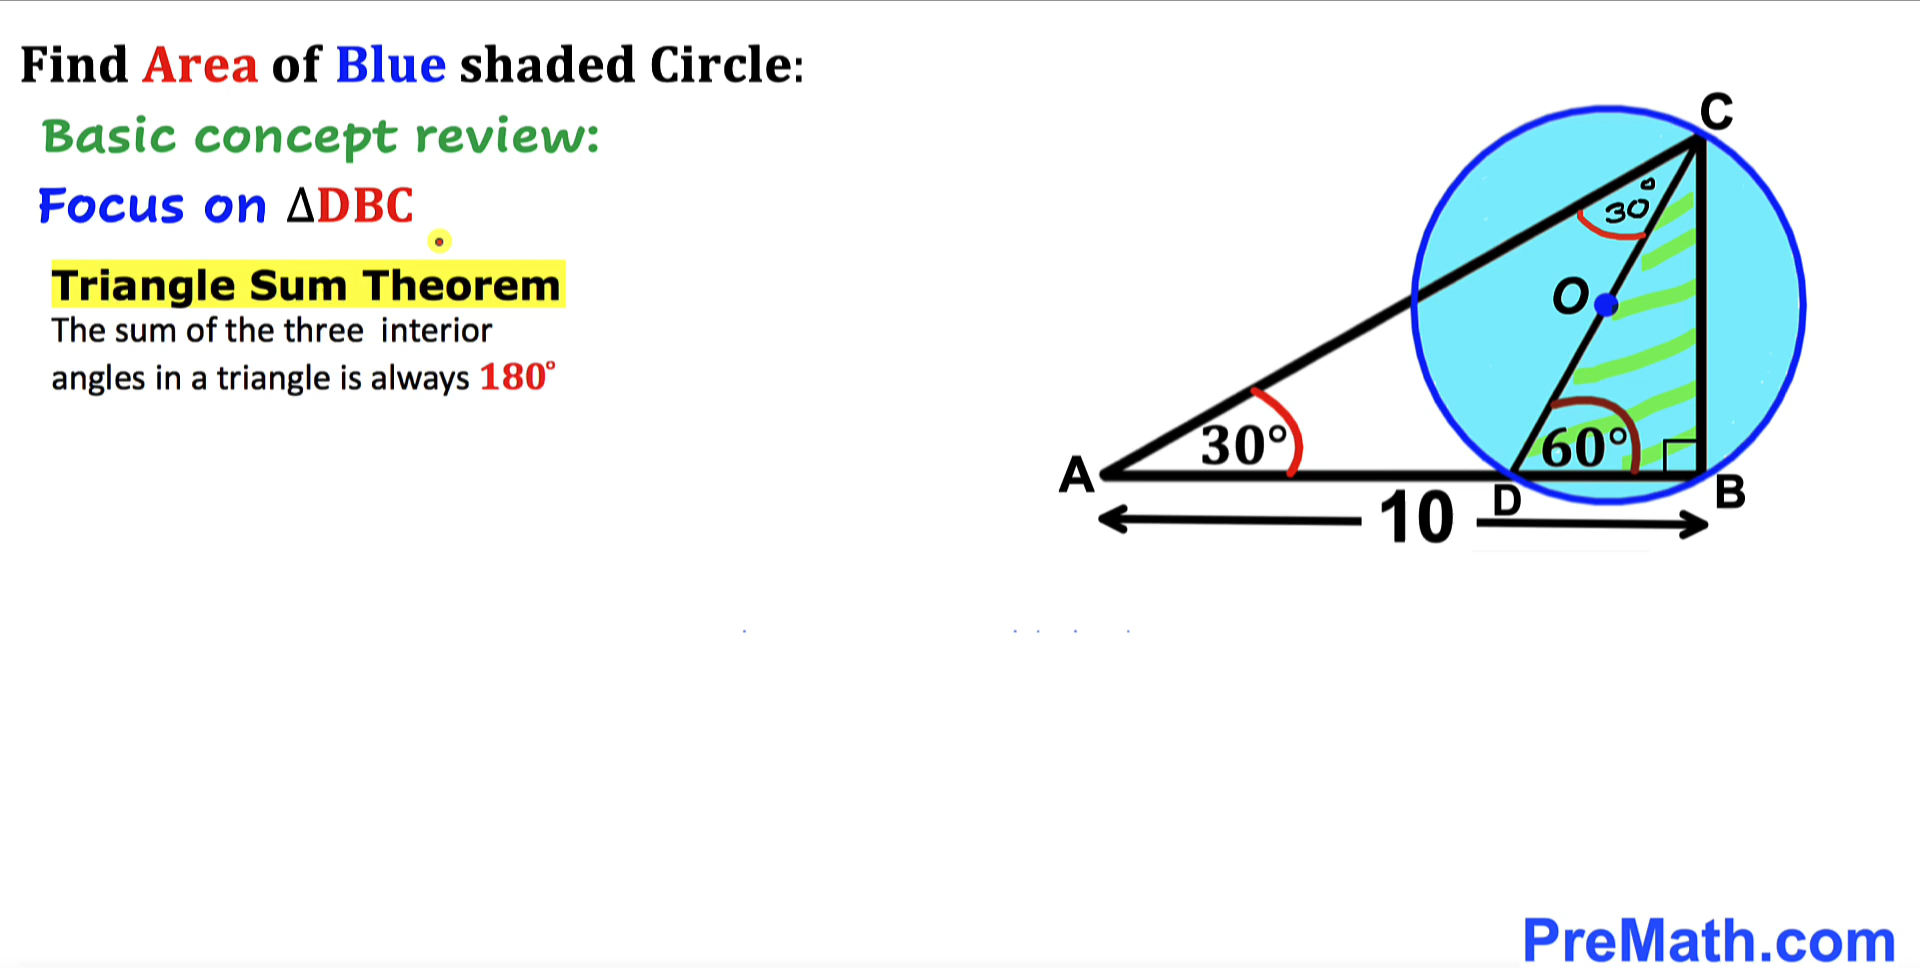 Find Area of Blue shaded Circle:
Basic concept review:
Focus on ΔDBC
Triangle Sum Theorem
The sum of the three interior
angles in a triangle is always 180°
C
30°
O
30°
60°
A
D
B
10
PreMath.com